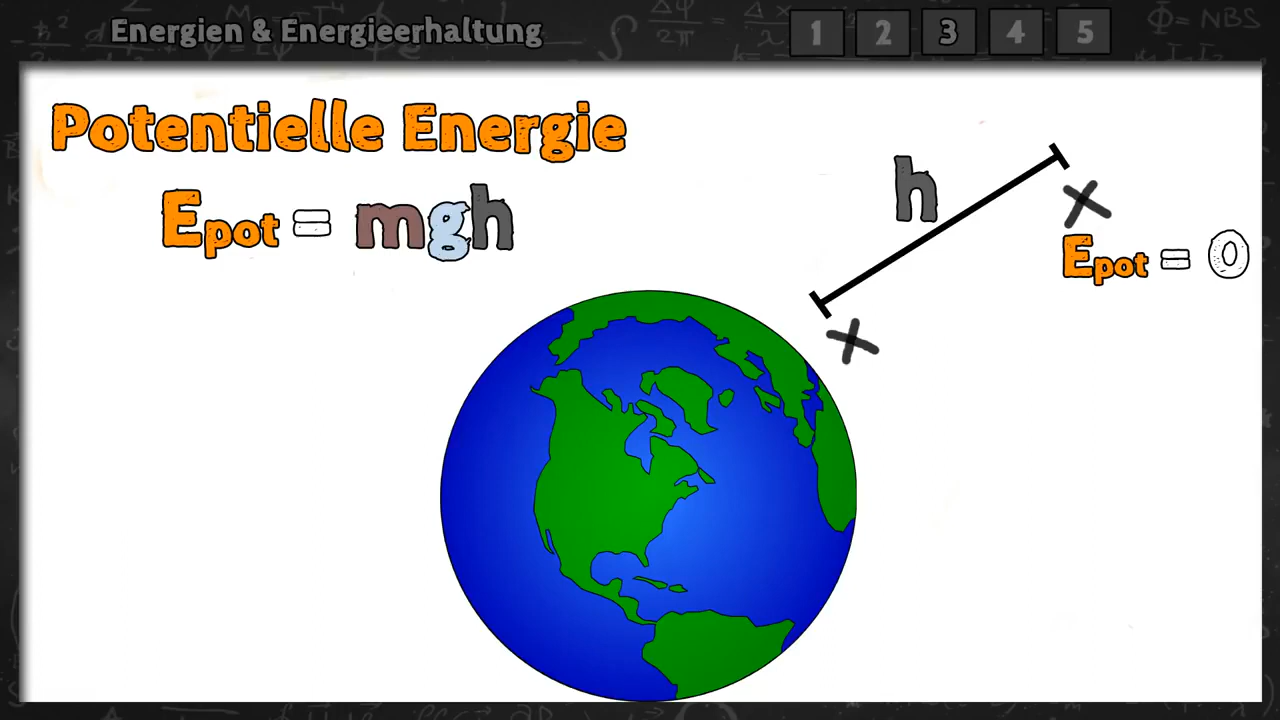 Energien & Energieerhaltung
1 2 3 4 5
Potentielle Energie
Epot = mgh
h
x
Epot = 0
x